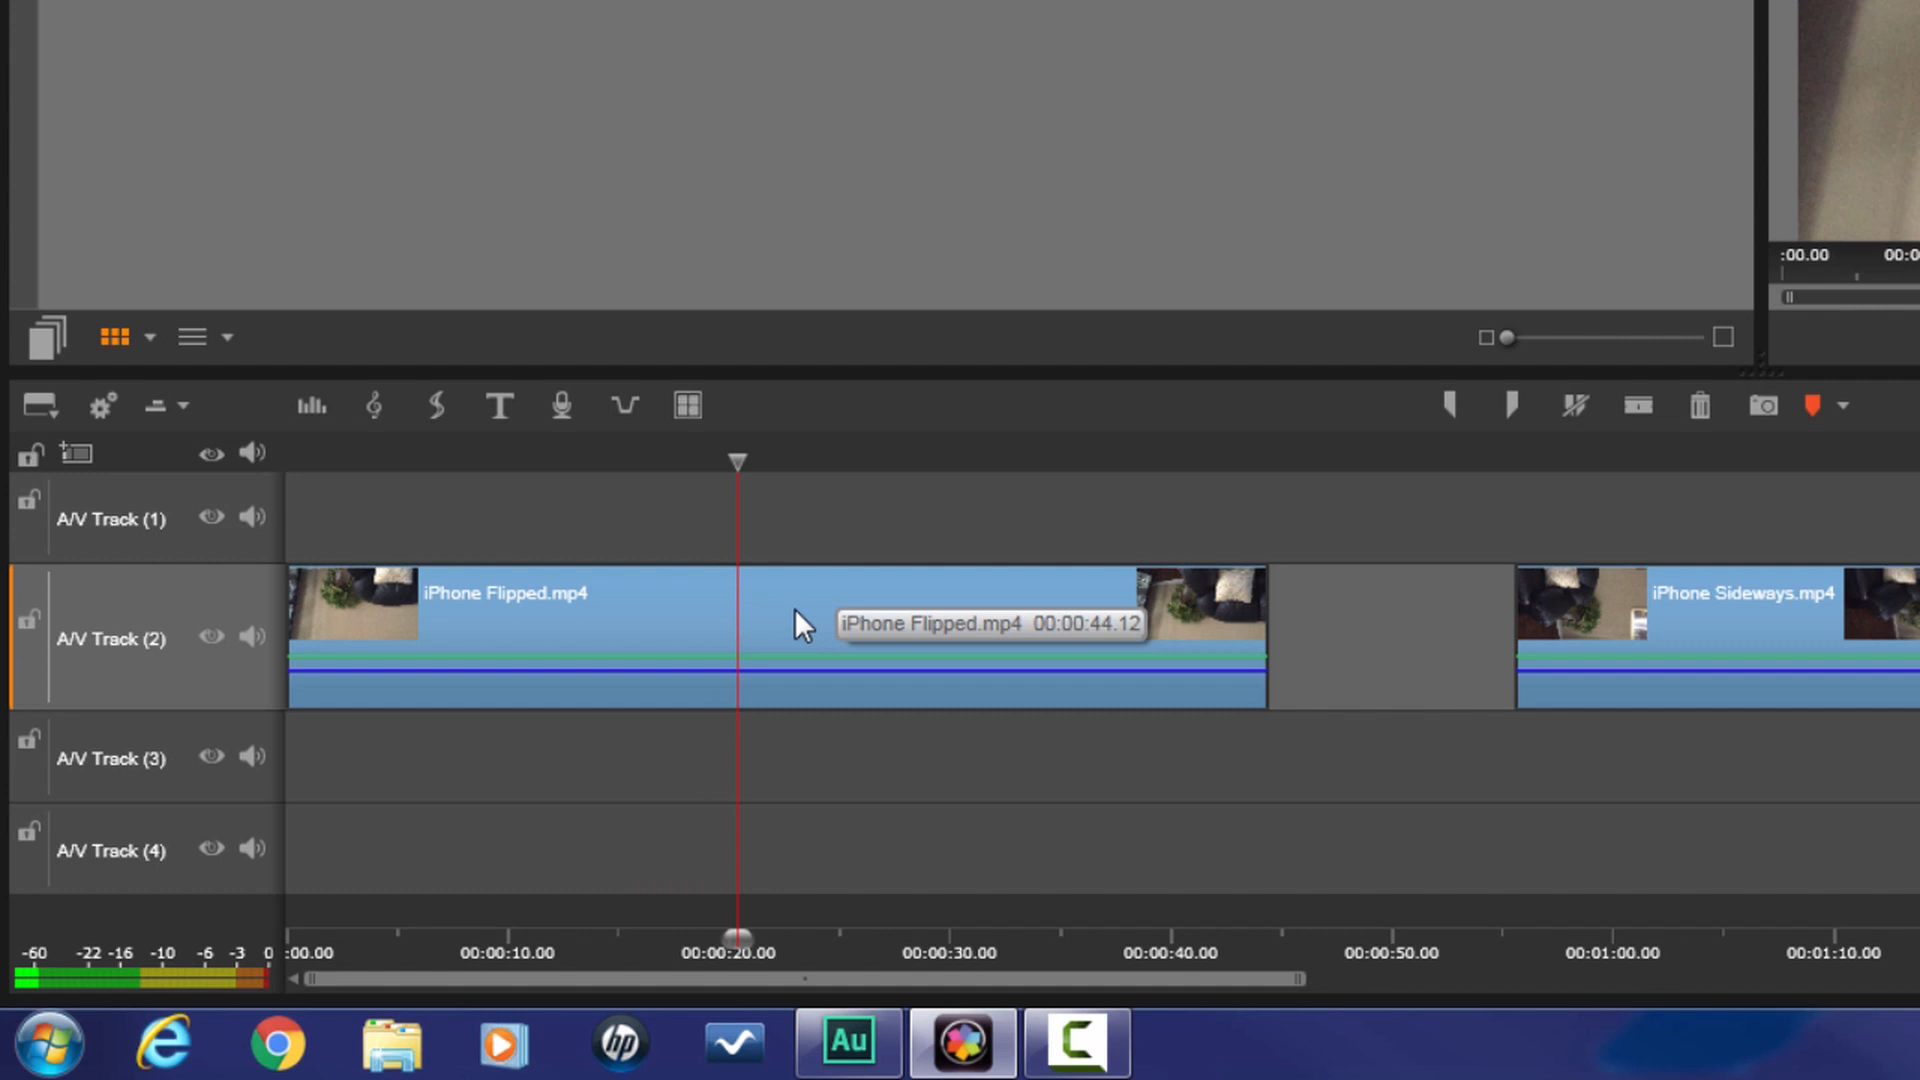 :00.00 00:0
A/V Track (1)
A/V Track (2)
iPhone Flipped.mp4
iPhone Flipped.mp4 00:00:44.12
iPhone Sideways.mp4
A/V Track (3)
A/V Track (4)
-60 -22 -16 -10 -6 -3 0
:00.00 00:00:10.00 00:00:20.00 00:00:30.00 00:00:40.00 00:00:50.00 00:01:00.00 00:01:10.00
hp
Au